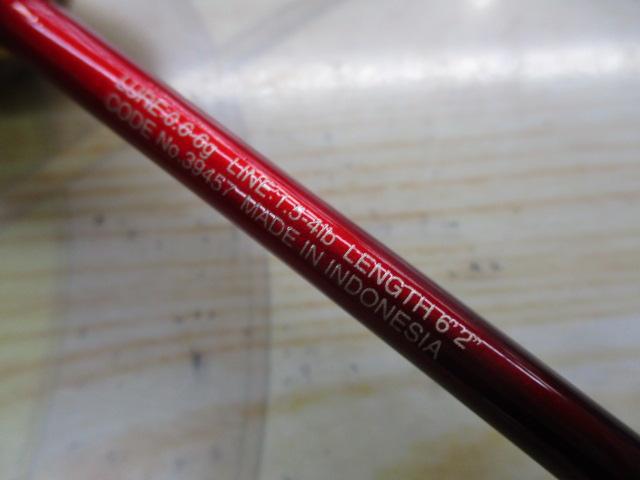 LURE:0.6-6g LINE:1.5-4lb LENGTH 6'2"
CODE No.39457 MADE IN INDONESIA